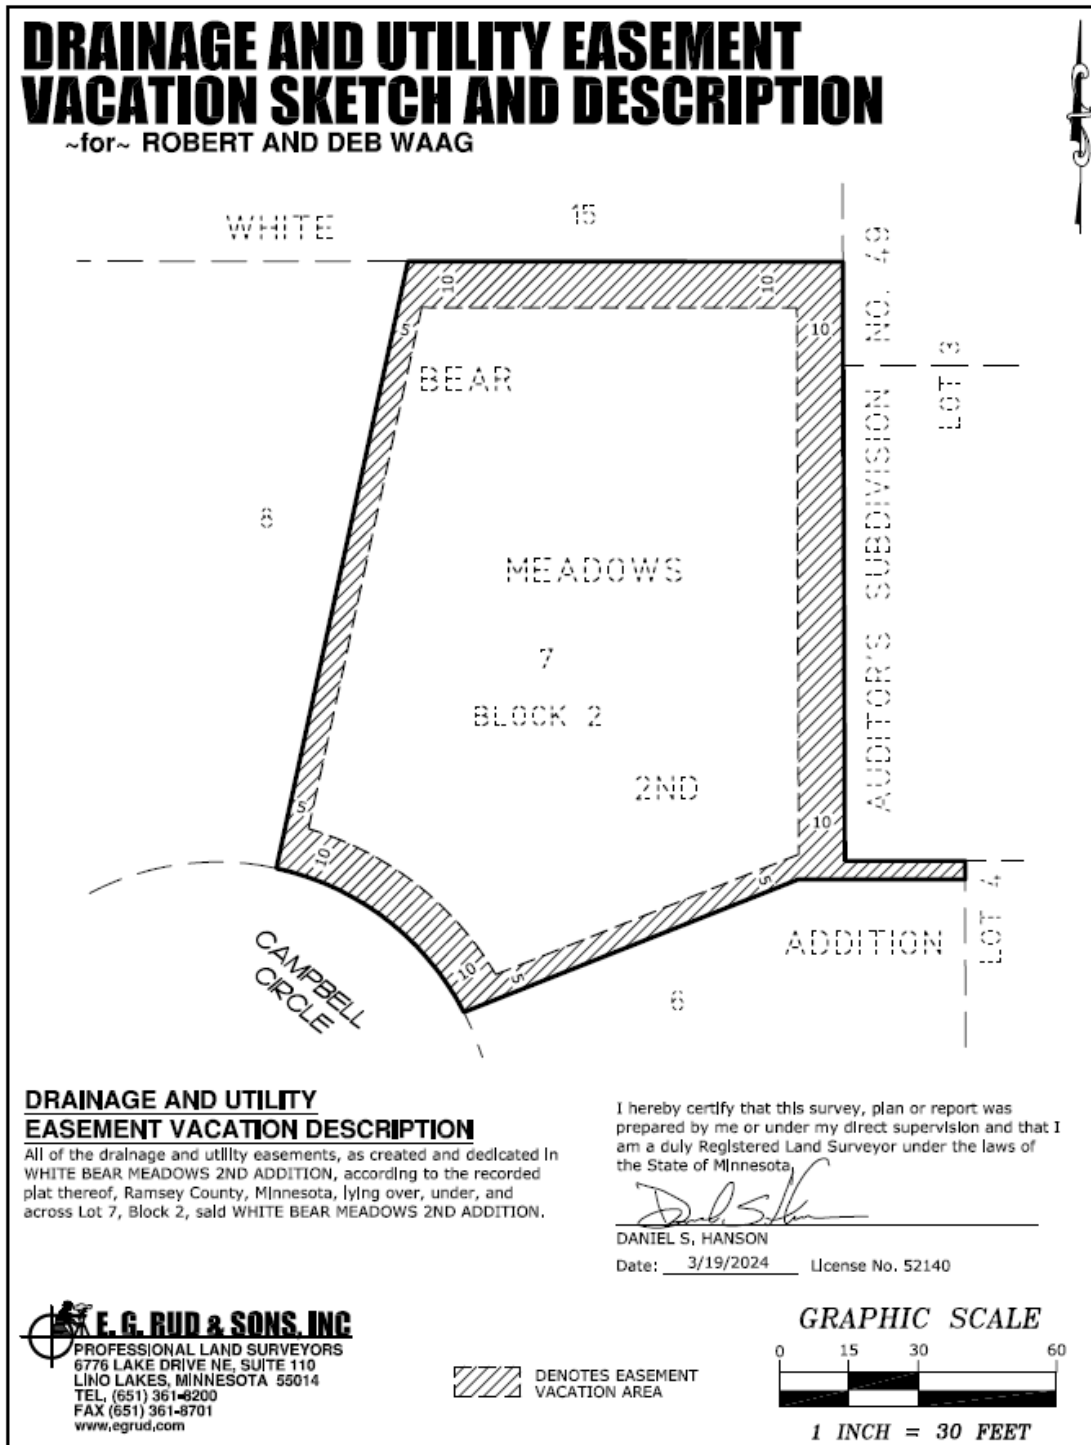 DRAINAGE AND UTILITY EASEMENT
VACATION SKETCH AND DESCRIPTION
~for~ ROBERT AND DEB WAAG
WHITE
15
10
10
5
10
NO. 49
BEAR
LOT 3
8
AUDITOR'S SUBDIVISION
MEADOWS
7
BLOCK 2
2ND
5
10
10
5
10
5
LOT 4
ADDITION
CAMPBELL
CIRCLE
6
DRAINAGE AND UTILITY
EASEMENT VACATION DESCRIPTION
All of the drainage and utility easements, as created and dedicated in
WHITE BEAR MEADOWS 2ND ADDITION, according to the recorded
plat thereof, Ramsey County, Minnesota, lying over, under, and
across Lot 7, Block 2, said WHITE BEAR MEADOWS 2ND ADDITION.
I hereby certify that this survey, plan or report was
prepared by me or under my direct supervision and that I
am a duly Registered Land Surveyor under the laws of
the State of Minnesota
DANIEL S. HANSON
Date: 3/19/2024 License No. 52140
E. G. RUD & SONS, INC
PROFESSIONAL LAND SURVEYORS
6776 LAKE DRIVE NE, SUITE 110
LINO LAKES, MINNESOTA 55014
TEL. (651) 361-8200
FAX (651) 361-8701
www.egrud.com
DENOTES EASEMENT
VACATION AREA
GRAPHIC SCALE
0 15 30 60
1 INCH = 30 FEET